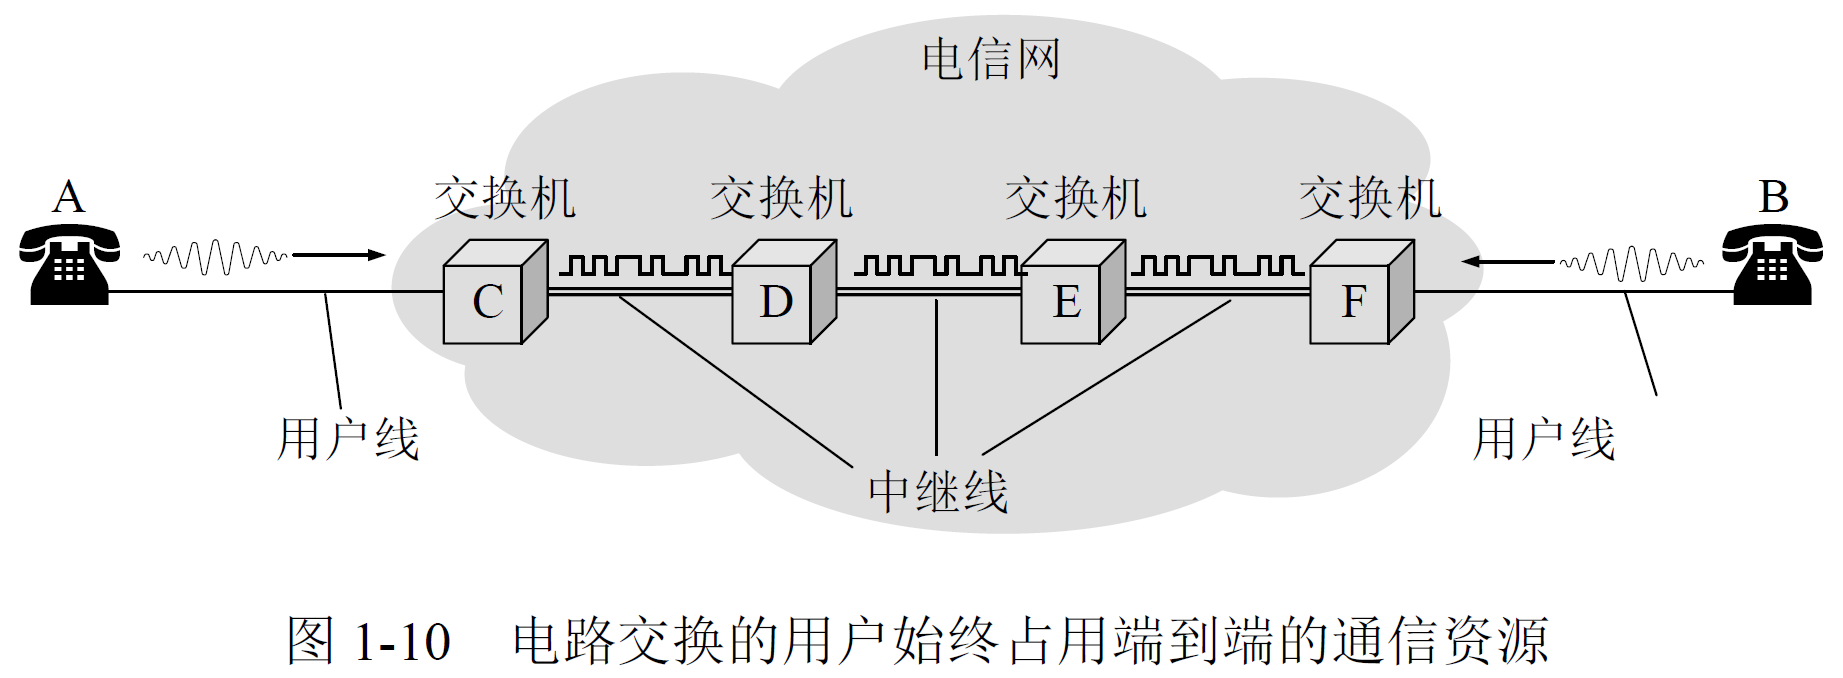 电信网
交换机 交换机 交换机 交换机
A B
C D E F
用户线 用户线
中继线
图 1-10 电路交换的用户始终占用端到端的通信资源